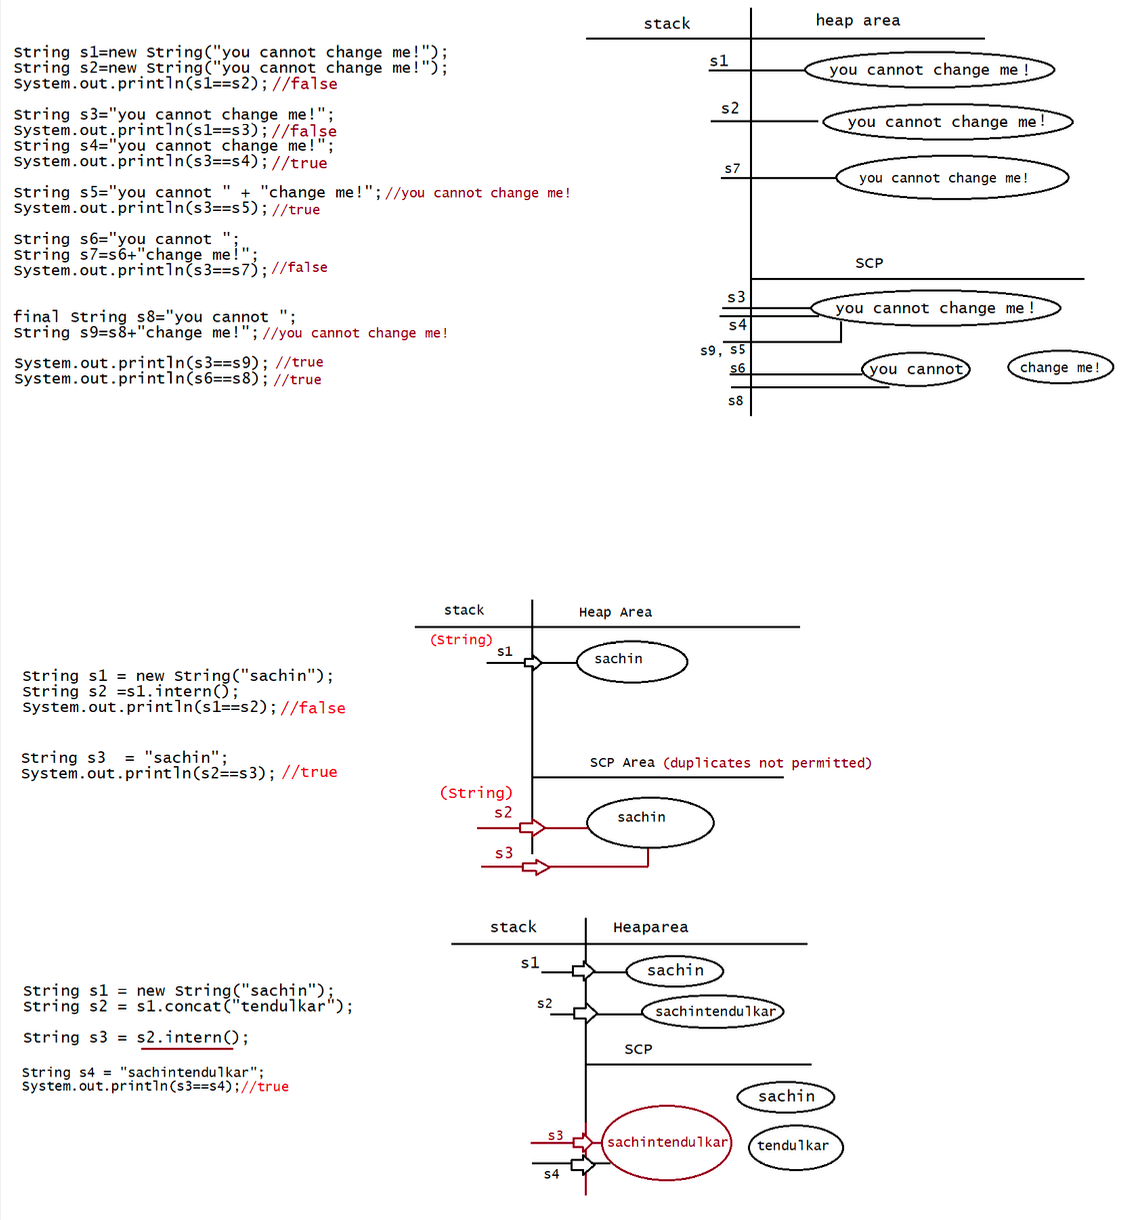 stack
heap area
String s1=new String("you cannot change me!");
String s2=new String("you cannot change me!");
System.out.println(s1==s2); //false
String s3="you cannot change me!";
System.out.println(s1==s3); //false
String s4="you cannot change me!";
System.out.println(s3==s4); //true
String s5="you cannot " + "change me!"; //you cannot change me!
System.out.println(s3==s5); //true
String s6="you cannot ";
String s7=s6+"change me!";
System.out.println(s3==s7); //false
final String s8="you cannot ";
String s9=s8+"change me!"; //you cannot change me!
System.out.println(s3==s9); //true
System.out.println(s6==s8); //true
s1
you cannot change me!
s2
you cannot change me!
s7
you cannot change me!
SCP
s3
you cannot change me!
s4
s9, s5
s6
you cannot
change me!
s8
stack
Heap Area
(String)
s1
sachin
String s1 = new String("sachin");
String s2 =s1.intern();
System.out.println(s1==s2); //false
String s3  = "sachin";
System.out.println(s2==s3); //true
SCP Area (duplicates not permitted)
(String)
s2
sachin
s3
stack
Heaparea
s1
sachin
s2
sachintendulkar
String s1 = new String("sachin");
String s2 = s1.concat("tendulkar");
String s3 = s2.intern();
String s4 = "sachintendulkar";
System.out.println(s3==s4);//true
SCP
sachin
s3
sachintendulkar
tendulkar
s4